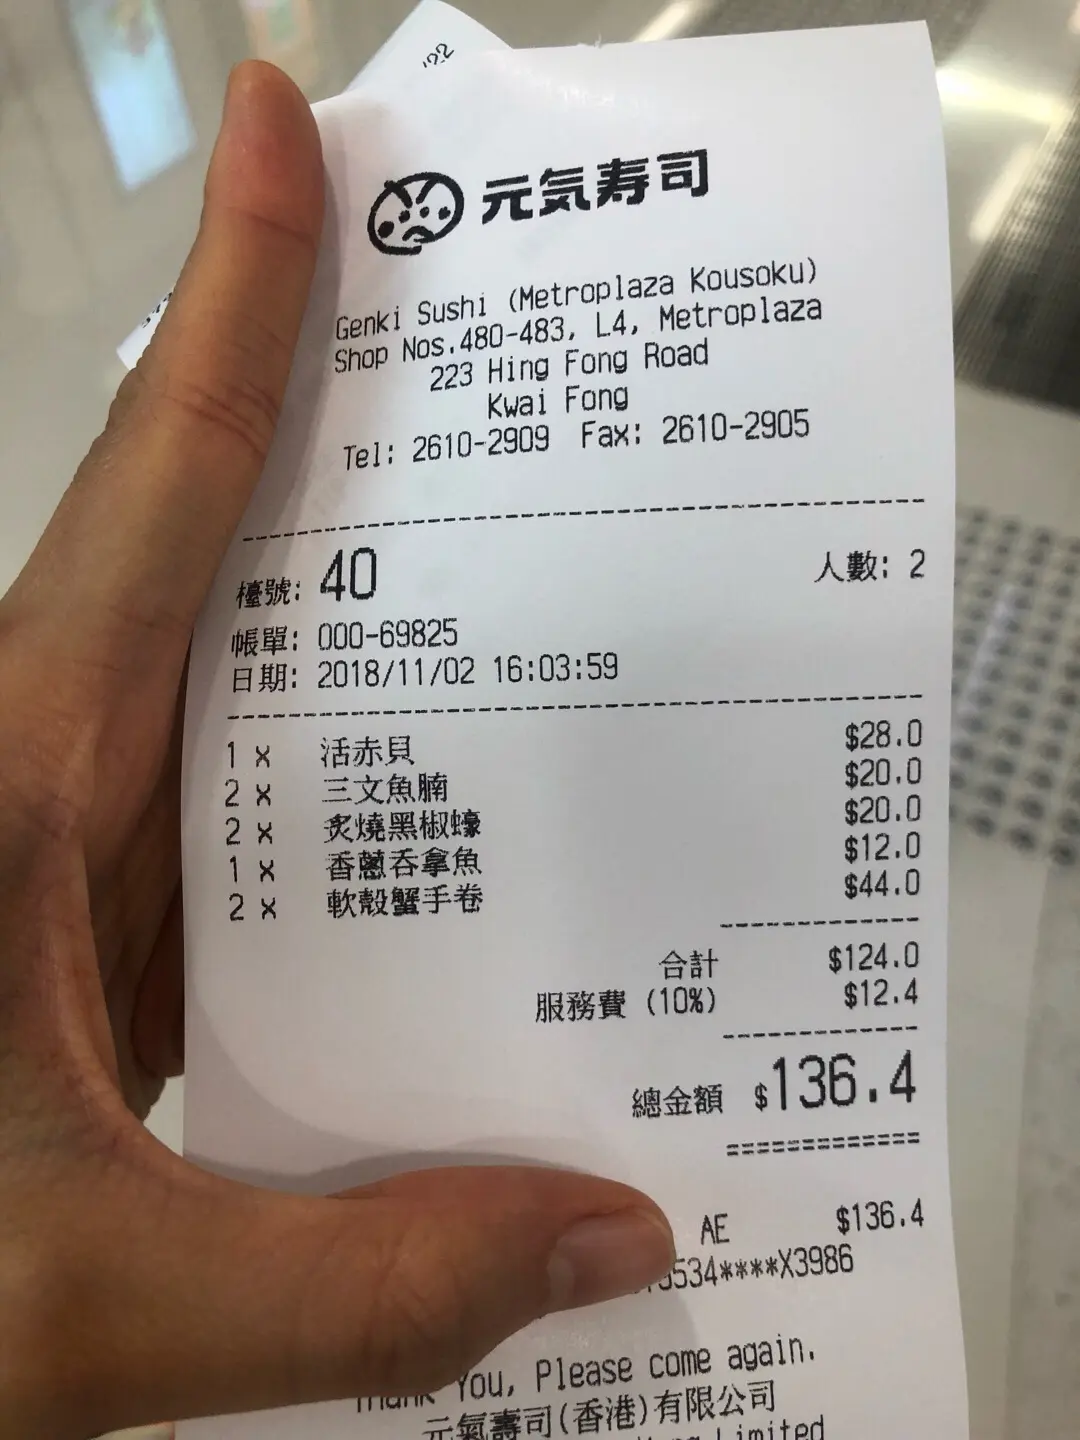 元気寿司
Genki Sushi (Metroplaza Kousoku)
Shop Nos.480-483, L4, Metroplaza
223 Hing Fong Road
Kwai Fong
Tel: 2610-2909 Fax: 2610-2905
檯號: 40 人數: 2
帳單: 000-69825
日期: 2018/11/02 16:03:59
1 x 活赤貝 $28.0
2 x 三文魚腩 $20.0
2 x 炙燒黑椒蠔 $20.0
1 x 香蔥吞拿魚 $12.0
2 x 軟殼蟹手卷 $44.0
合計 $124.0
服務費 (10%) $12.4
總金額 $136.4
=============
AE $136.4
5534****X3986
Thank You, Please come again.
元氣壽司(香港)有限公司
Limited